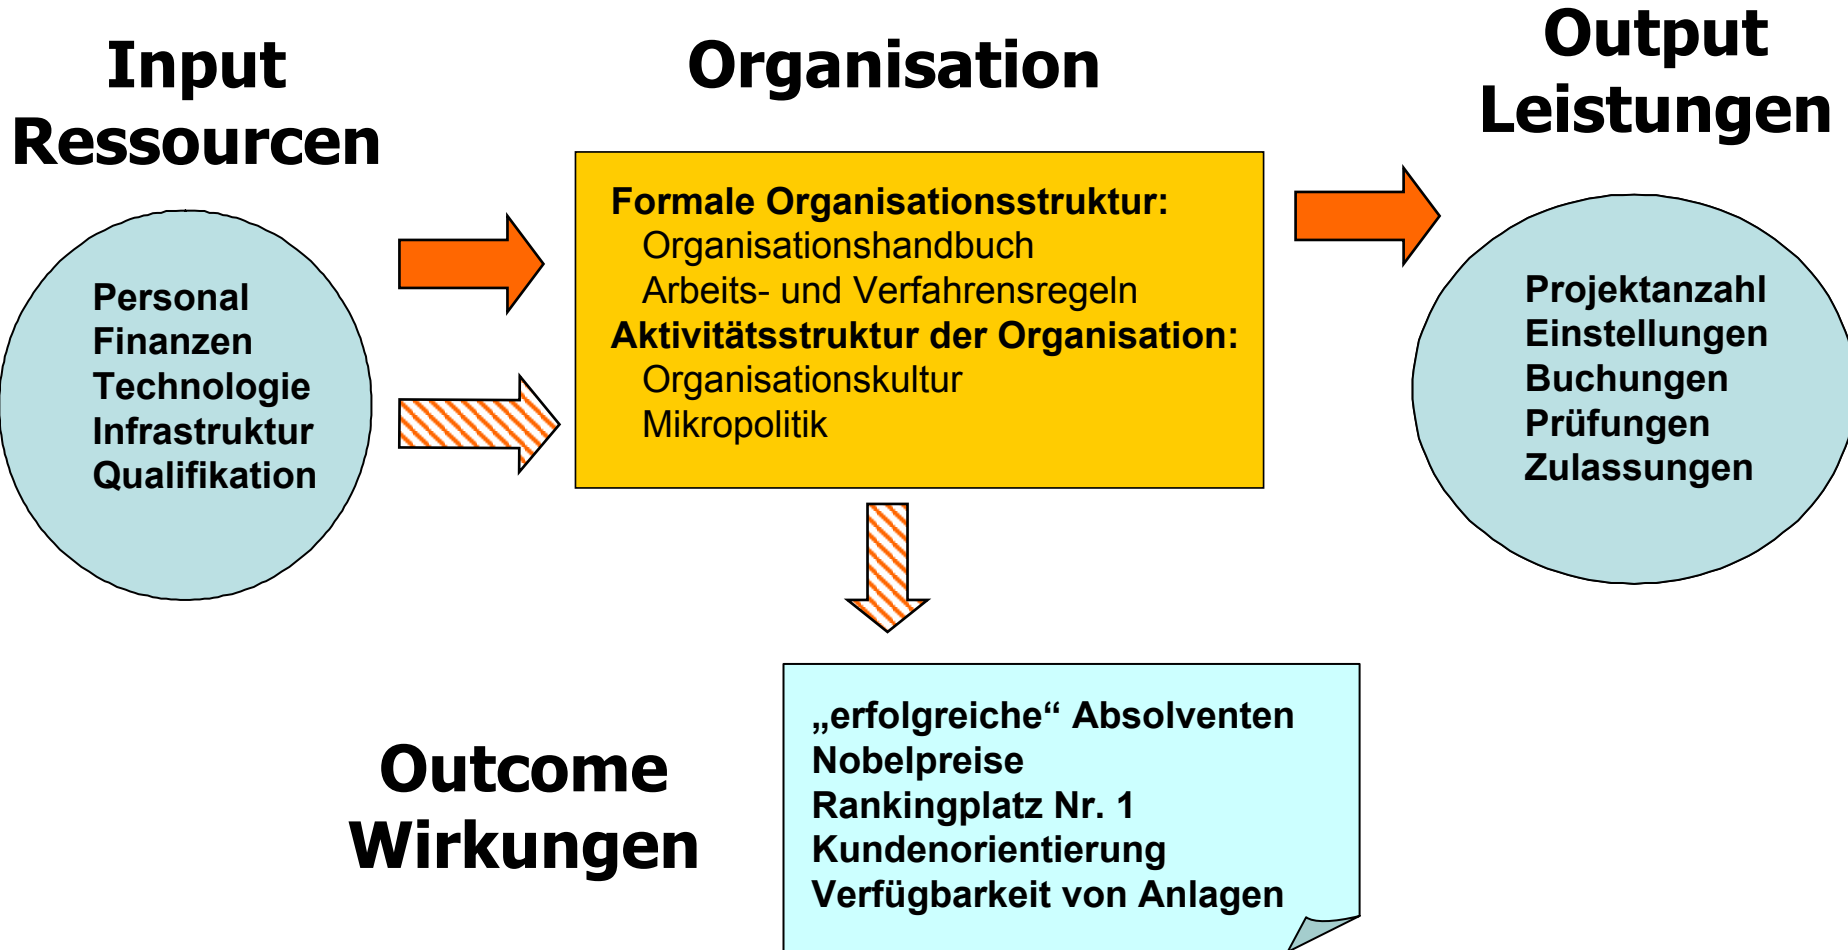 Input
Ressourcen
Organisation
Output
Leistungen
Personal
Finanzen
Technologie
Infrastruktur
Qualifikation
Formale Organisationsstruktur:
Organisationshandbuch
Arbeits- und Verfahrensregeln
Aktivitätsstruktur der Organisation:
Organisationskultur
Mikropolitik
Projektanzahl
Einstellungen
Buchungen
Prüfungen
Zulassungen
Outcome
Wirkungen
„erfolgreiche“ Absolventen
Nobelpreise
Rankingplatz Nr. 1
Kundenorientierung
Verfügbarkeit von Anlagen